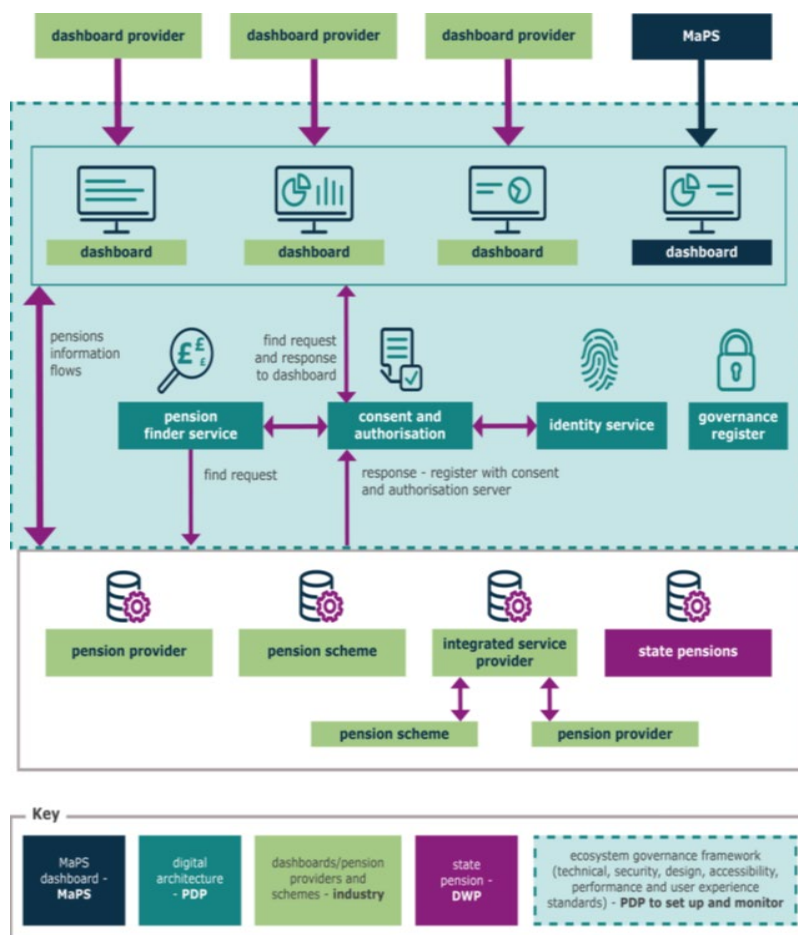 dashboard provider
dashboard provider
dashboard provider
MaPS
dashboard
dashboard
dashboard
dashboard
pensions
information
flows
find request
and response
to dashboard
£ £ £
pension
finder service
consent and
authorisation
identity service
governance
register
find request
response - register with consent
and authorisation server
pension provider
pension scheme
integrated service
provider
state pensions
pension scheme
pension provider
Key
MaPS
dashboard -
MaPS
digital
architecture
- PDP
dashboards/pension
providers and
schemes - industry
state
pension -
DWP
ecosystem governance framework
(technical, security, design, accessibility,
performance and user experience
standards) - PDP to set up and monitor